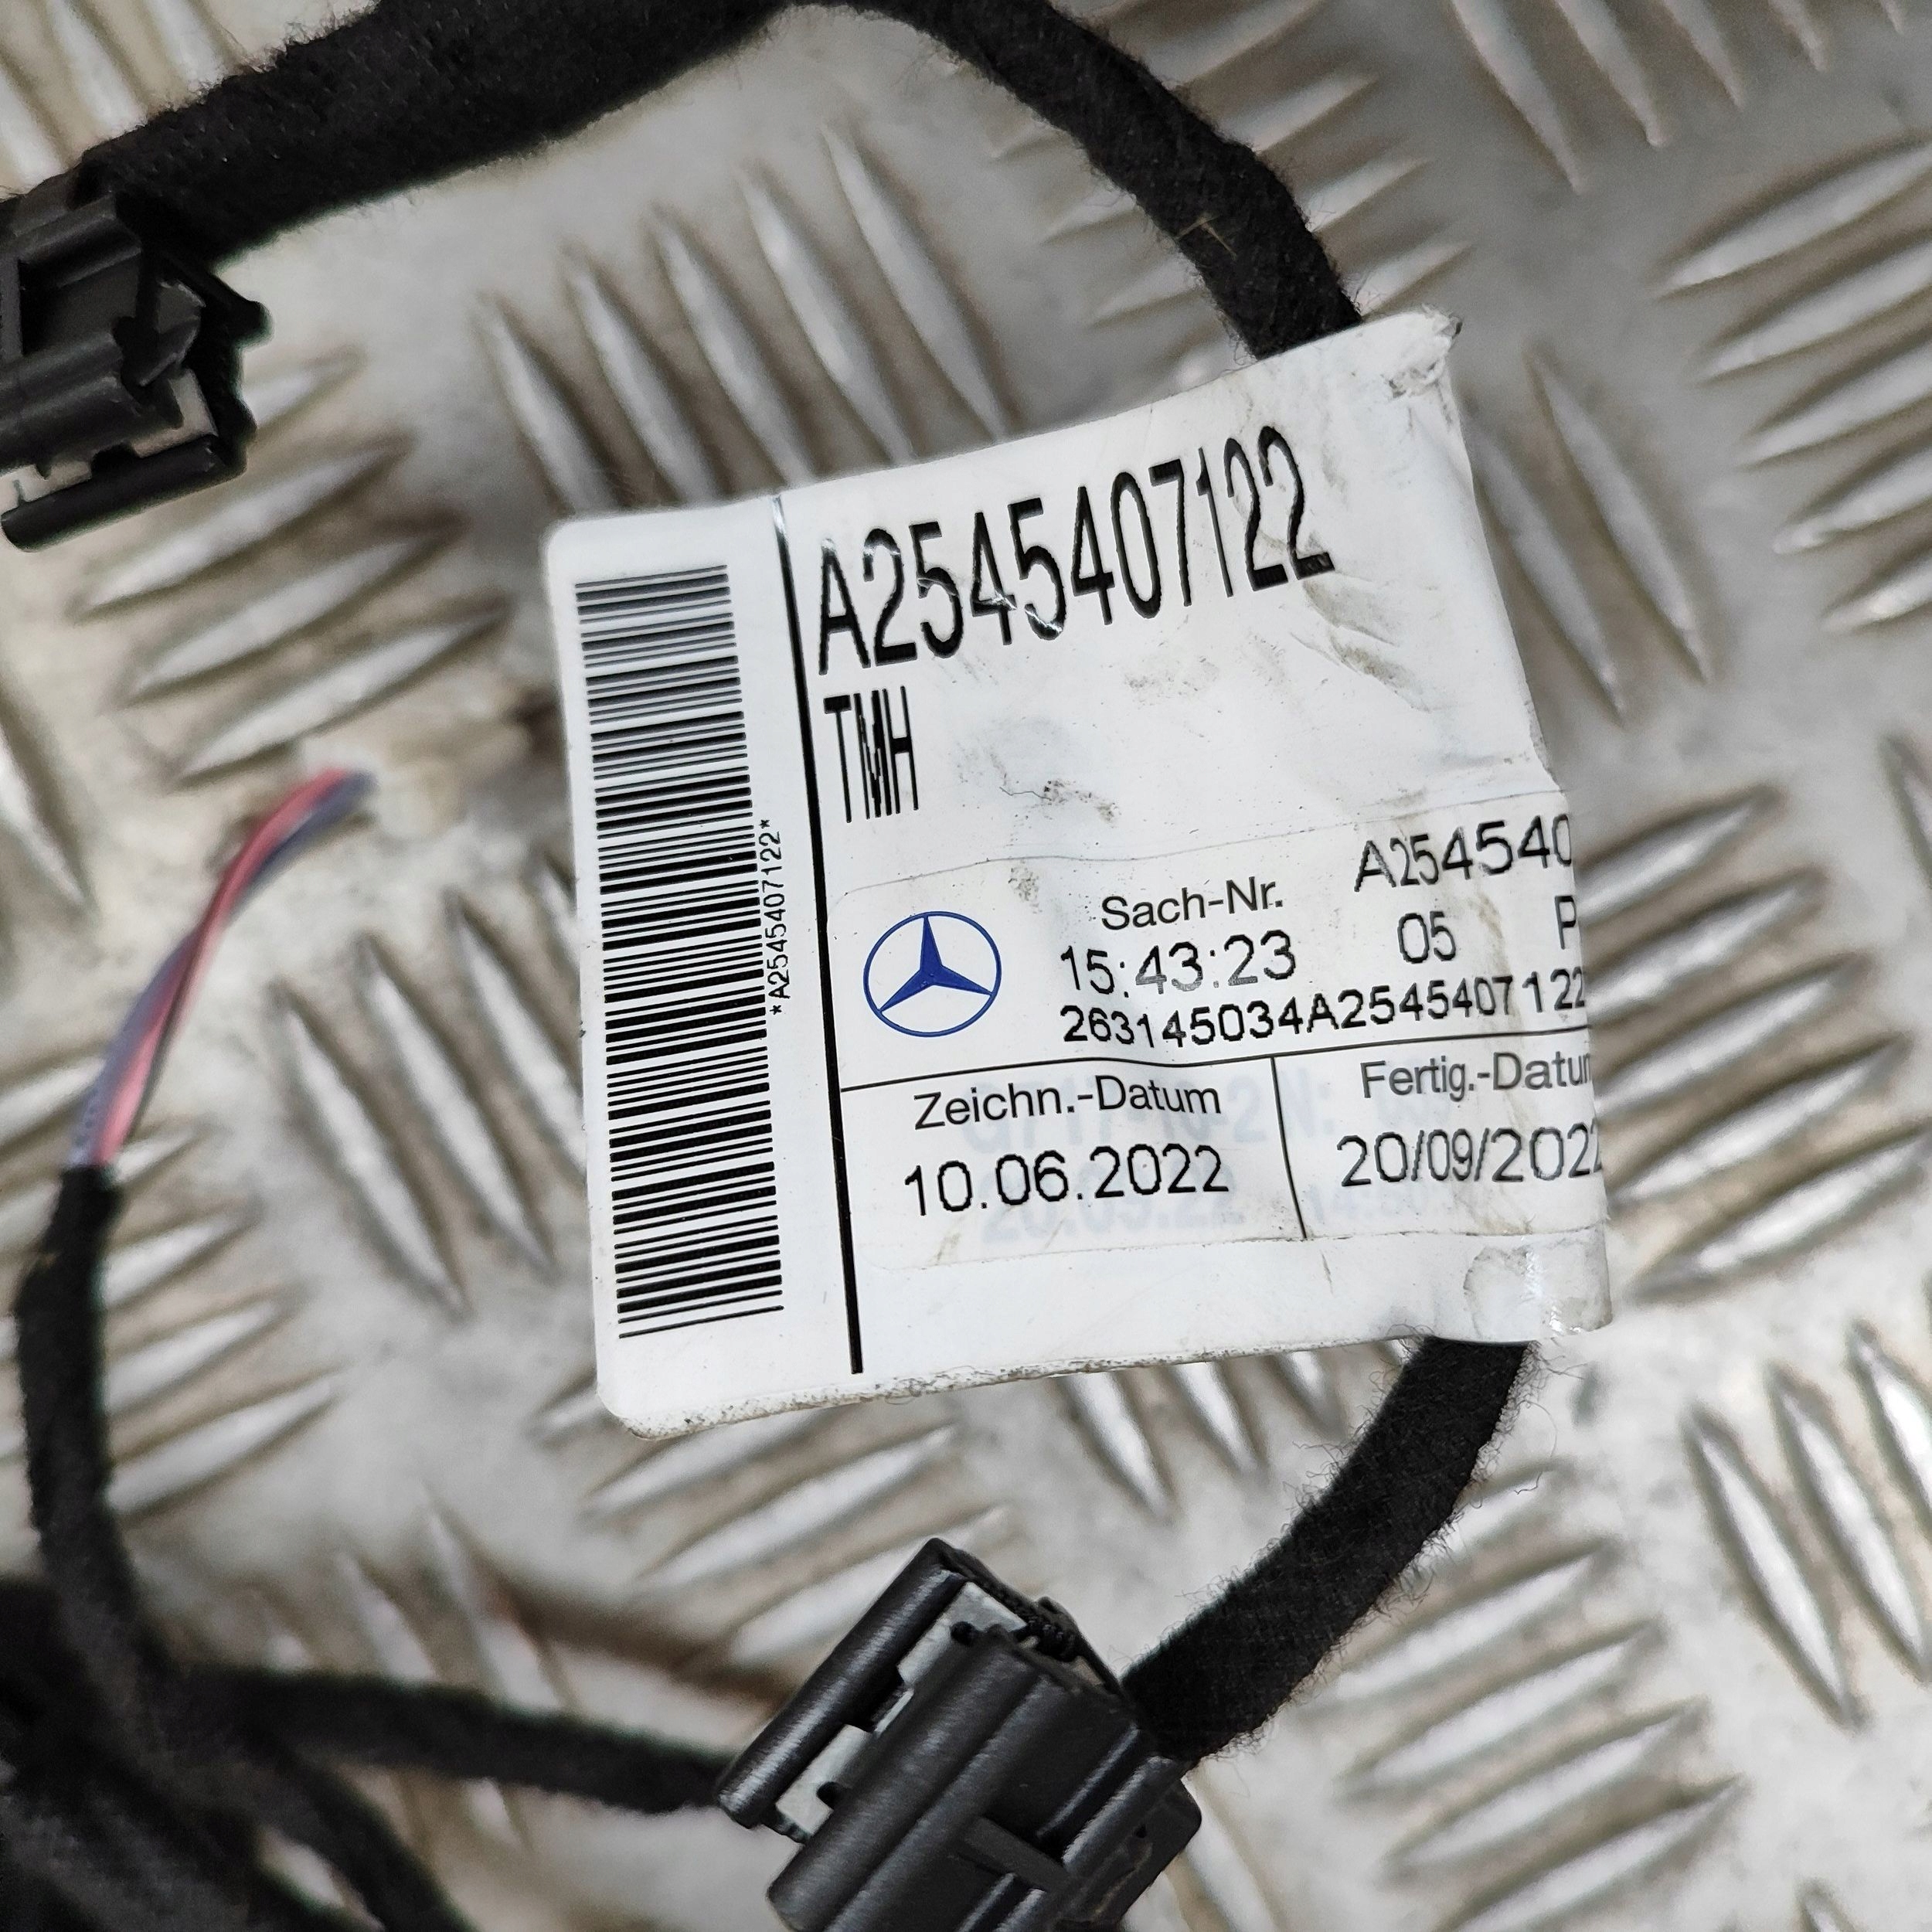 A2545407122
TMH
*A2545407122*
Sach-Nr. A254540
15:43:23 05 P
263145034A2545407122
Zeichn.-Datum Fertig.-Datum
10.06.2022 20/09/2022